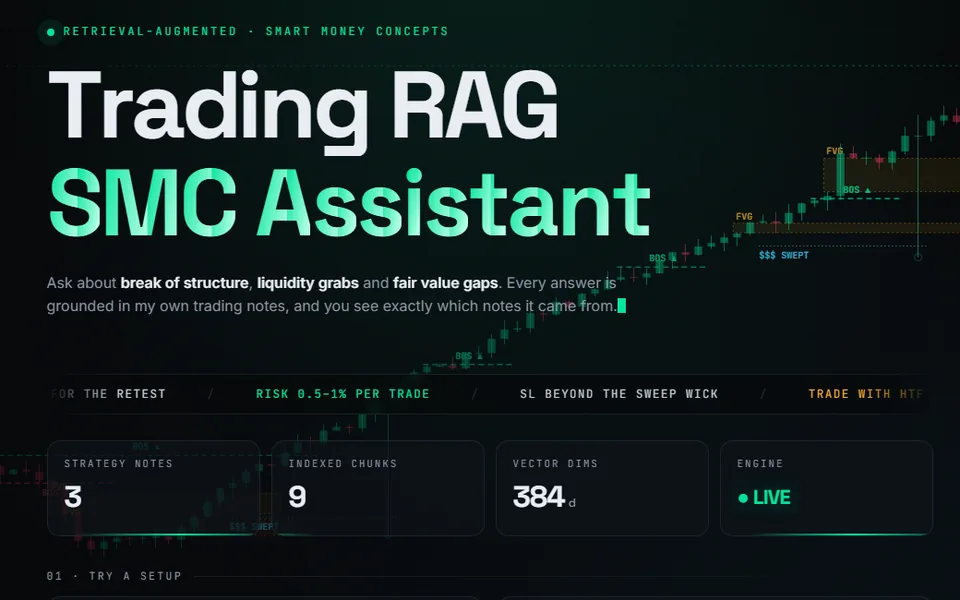 RETRIEVAL-AUGMENTED · SMART MONEY CONCEPTS
Trading RAG
SMC Assistant
FVG
BOS ▲
FVG
$$$ SWEPT
BOS ▲
Ask about break of structure, liquidity grabs and fair value gaps. Every answer is
grounded in my own trading notes, and you see exactly which notes it came from.
BOS ▲
FOR THE RETEST / RISK 0.5–1% PER TRADE / SL BEYOND THE SWEEP WICK / TRADE WITH HTF
BOS ▲
STRATEGY NOTES
3
INDEXED CHUNKS
9
VECTOR DIMS
384 d
ENGINE
LIVE
$$$ SWEPT
01 · TRY A SETUP